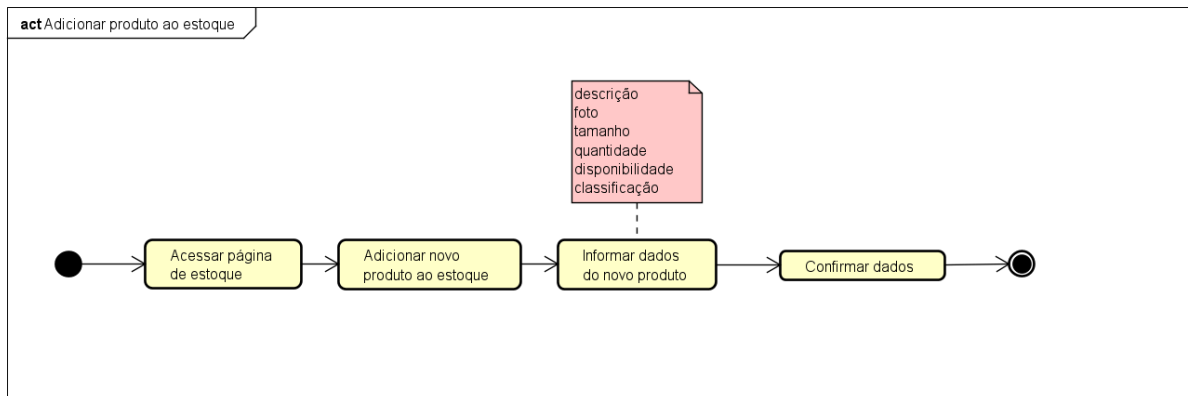 act Adicionar produto ao estoque
descrição
foto
tamanho
quantidade
disponibilidade
classificação
Acessar página
de estoque
Adicionar novo
produto ao estoque
Informar dados
do novo produto
Confirmar dados